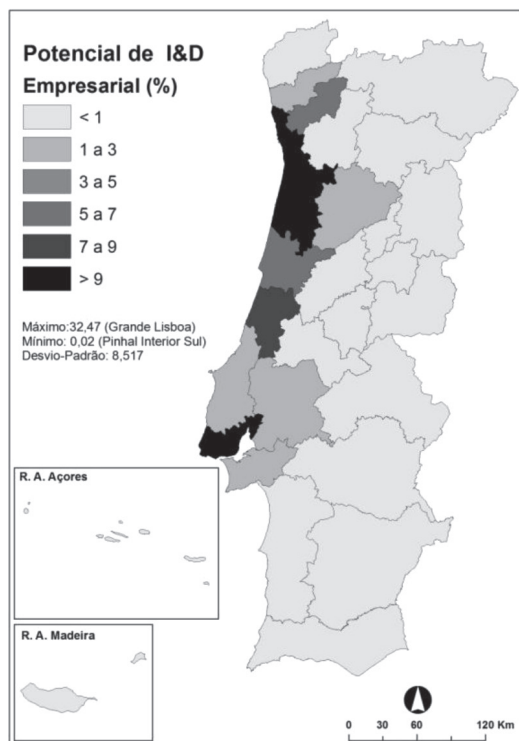 Potencial de I&D
Empresarial (%)
< 1
1 a 3
3 a 5
5 a 7
7 a 9
> 9
Máximo:32,47 (Grande Lisboa)
Mínimo: 0,02 (Pinhal Interior Sul)
Desvio-Padrão: 8,517
R. A. Açores
R. A. Madeira
0 30 60 120 Km